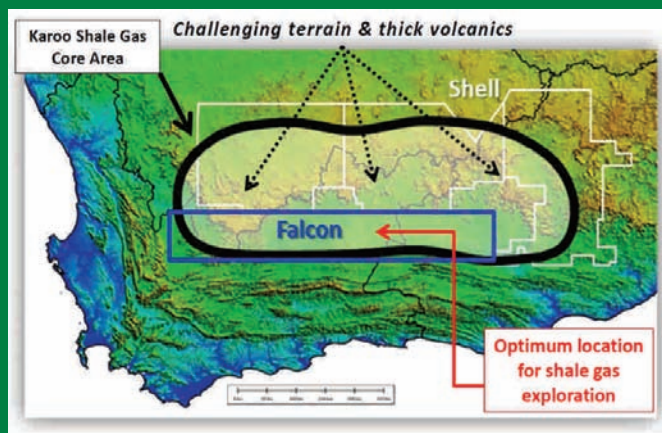 Karoo Shale Gas
Core Area
Challenging terrain & thick volcanics
Shell
Falcon
Optimum location
for shale gas
exploration